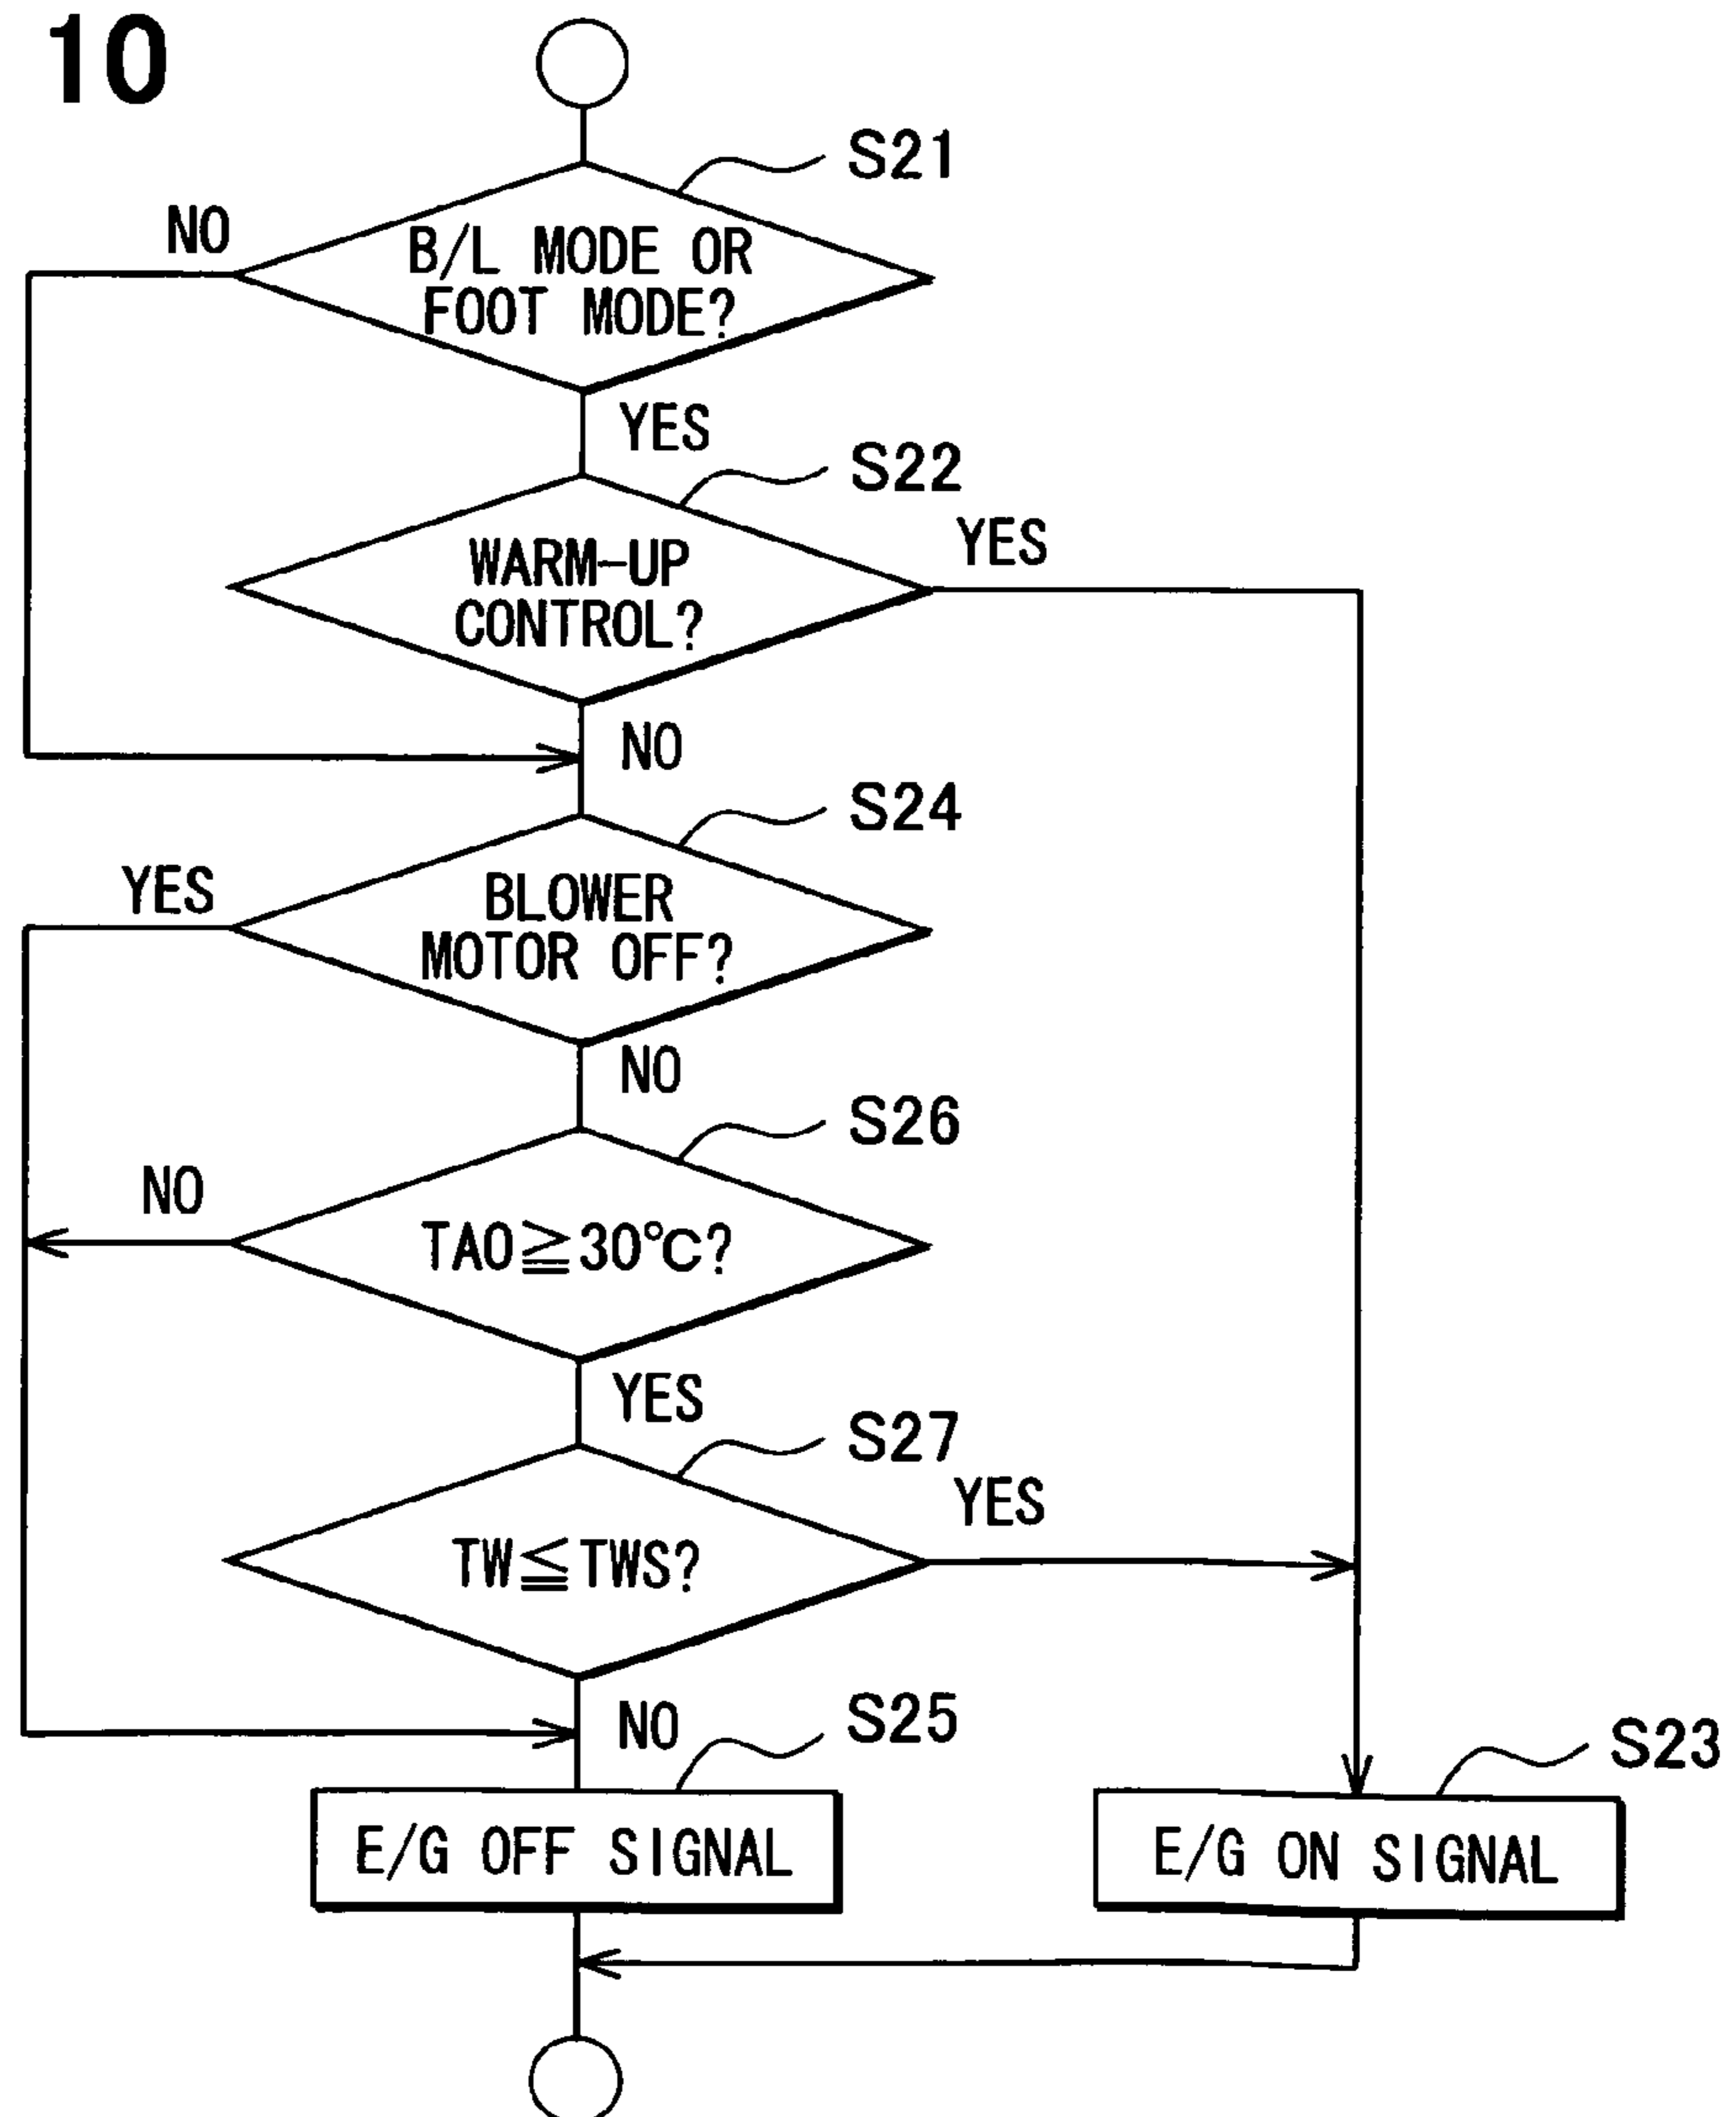 10
S21
NO
B/L MODE OR
FOOT MODE?
YES
S22
YES
WARM-UP
CONTROL?
NO
S24
YES
BLOWER
MOTOR OFF?
NO
S26
NO
TAO≧30℃?
YES
S27
YES
TW≦TWS?
NO
S25
S23
E/G OFF SIGNAL
E/G ON SIGNAL